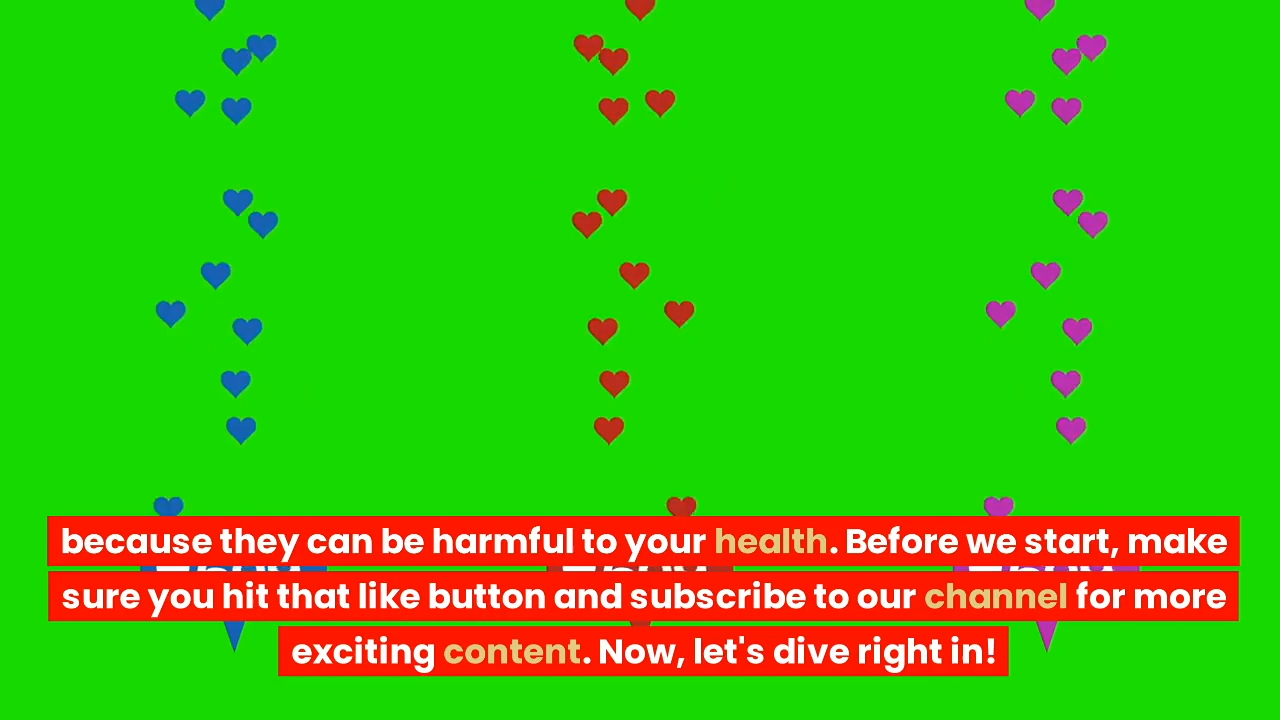 because they can be harmful to your health. Before we start, make
sure you hit that like button and subscribe to our channel for more
exciting content. Now, let's dive right in!